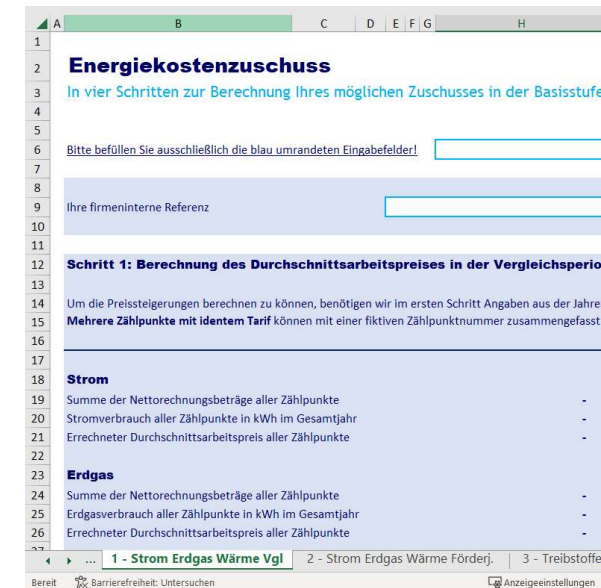 A B C D E F G H
1
2 Energiekostenzuschuss
3 In vier Schritten zur Berechnung Ihres möglichen Zuschusses in der Basisstufe
4
5
6 Bitte befüllen Sie ausschließlich die blau umrandeten Eingabefelder!
7
8
9 Ihre firmeninterne Referenz
10
11
12 Schritt 1: Berechnung des Durchschnittsarbeitspreises in der Vergleichsperio
13
14 Um die Preissteigerungen berechnen zu können, benötigen wir im ersten Schritt Angaben aus der Jahre
15 Mehrere Zählpunkte mit identem Tarif können mit einer fiktiven Zählpunktnummer zusammengefasst
16
17
18 Strom
19 Summe der Nettorechnungsbeträge aller Zählpunkte -
20 Stromverbrauch aller Zählpunkte in kWh im Gesamtjahr -
21 Errechneter Durchschnittsarbeitspreis aller Zählpunkte -
22
23 Erdgas
24 Summe der Nettorechnungsbeträge aller Zählpunkte -
25 Erdgasverbrauch aller Zählpunkte in kWh im Gesamtjahr -
26 Errechneter Durchschnittsarbeitspreis aller Zählpunkte -
27
... 1 - Strom Erdgas Wärme Vgl 2 - Strom Erdgas Wärme Förderj. 3 - Treibstoffe
Bereit Barrierefreiheit: Untersuchen Anzeigeeinstellungen